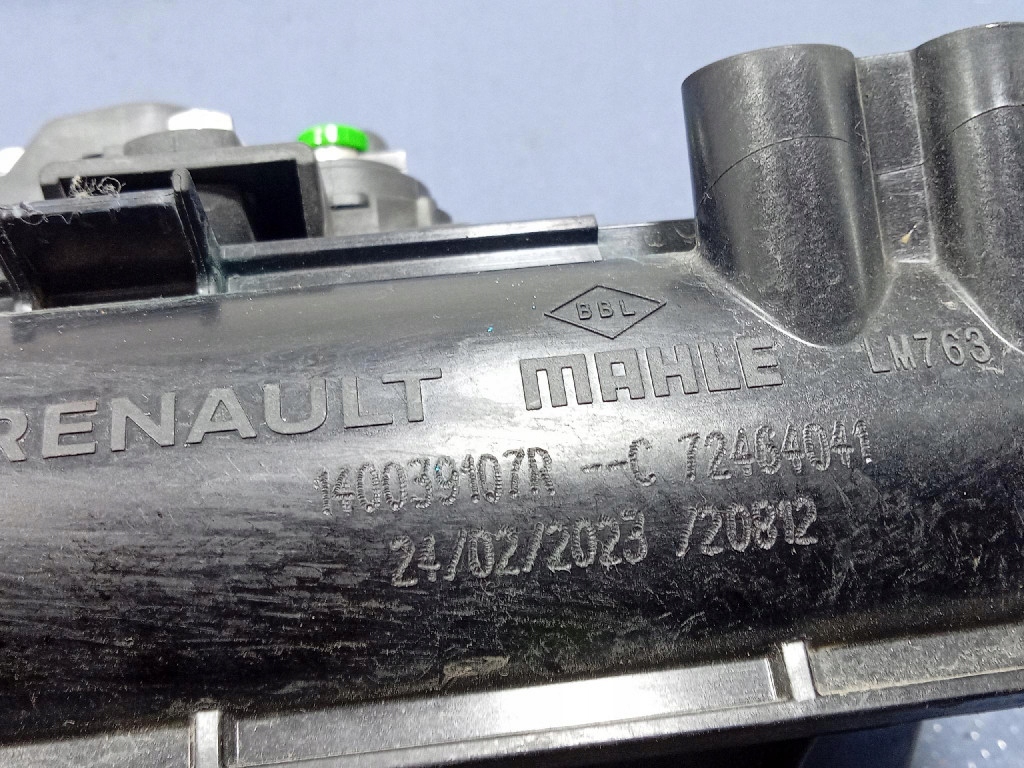 BBL
RENAULT MAHLE LM763
140039107R --C 72464041
24/02/2023 /20812